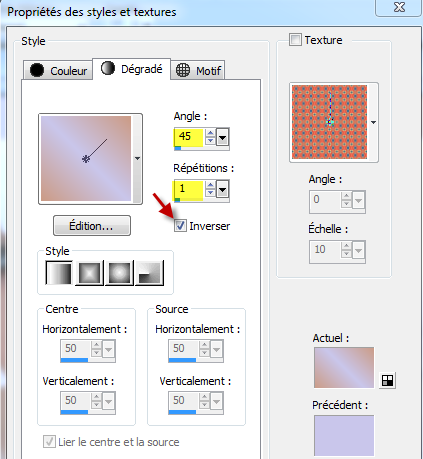 Propriétés des styles et textures
Style
Texture
Couleur
Dégradé
Motif
Angle :
45
Répétitions :
1
Édition...
Inverser
Angle :
0
Échelle :
10
Style
Centre
Source
Horizontalement :
Horizontalement :
50
50
Verticalement :
Verticalement :
50
50
Lier le centre et la source
Actuel :
Précédent :